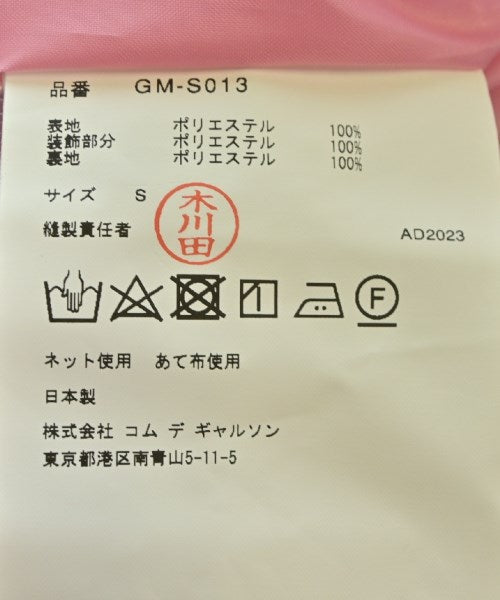 品番 GM-S013
表地 ポリエステル 100%
装飾部分 ポリエステル 100%
裏地 ポリエステル 100%
サイズ S
縫製責任者 木川田
AD2023
F
ネット使用 あて布使用
日本製
株式会社 コム デ ギャルソン
東京都港区南青山5-11-5